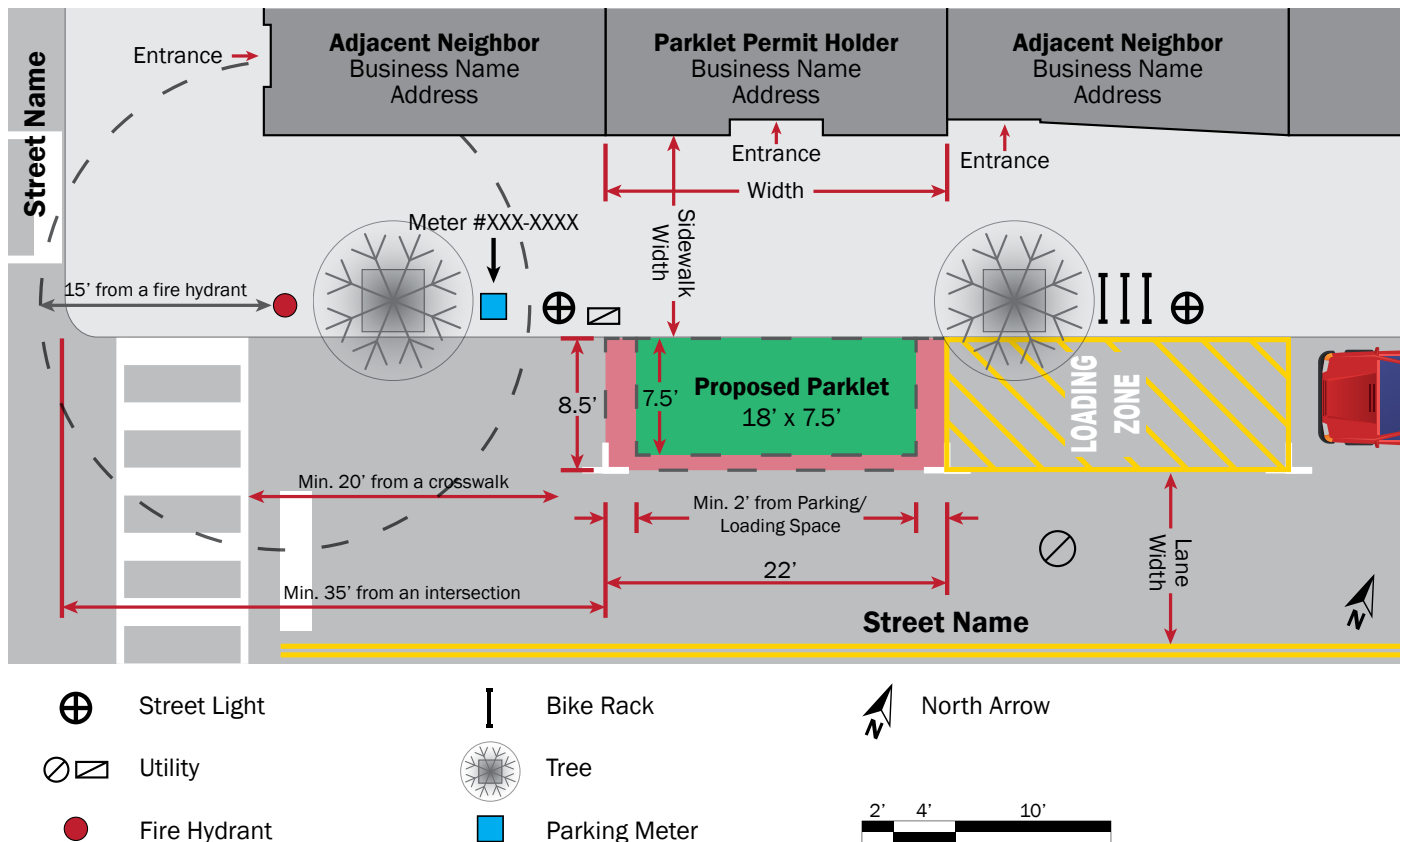 Street Name
Entrance
Adjacent Neighbor
Business Name
Address
Parklet Permit Holder
Business Name
Address
Adjacent Neighbor
Business Name
Address
Entrance
Entrance
Width
Sidewalk
Width
Meter #XXX-XXXX
15’ from a fire hydrant
8.5’
7.5’
Proposed Parklet
18’ x 7.5’
LOADING
ZONE
Min. 20’ from a crosswalk
Min. 2’ from Parking/
Loading Space
22’
Min. 35’ from an intersection
Lane
Width
Street Name
N
Street Light
Bike Rack
N
North Arrow
Utility
Tree
Fire Hydrant
Parking Meter
2’ 4’ 10’